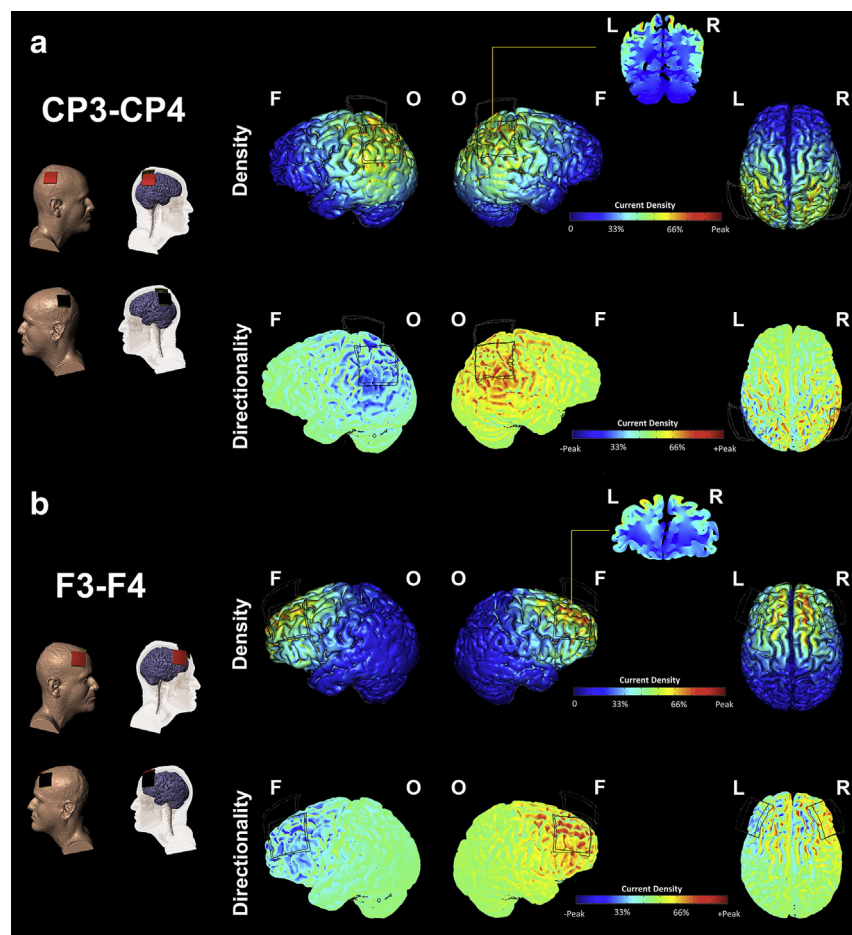 a
CP3-CP4
L R
F O O F L R
Density
Current Density
0 33% 66% Peak
F O O F L R
Directionality
Current Density
-Peak 33% 66% +Peak
b
F3-F4
L R
F O O F L R
Density
Current Density
0 33% 66% Peak
F O O F L R
Directionality
Current Density
-Peak 33% 66% +Peak